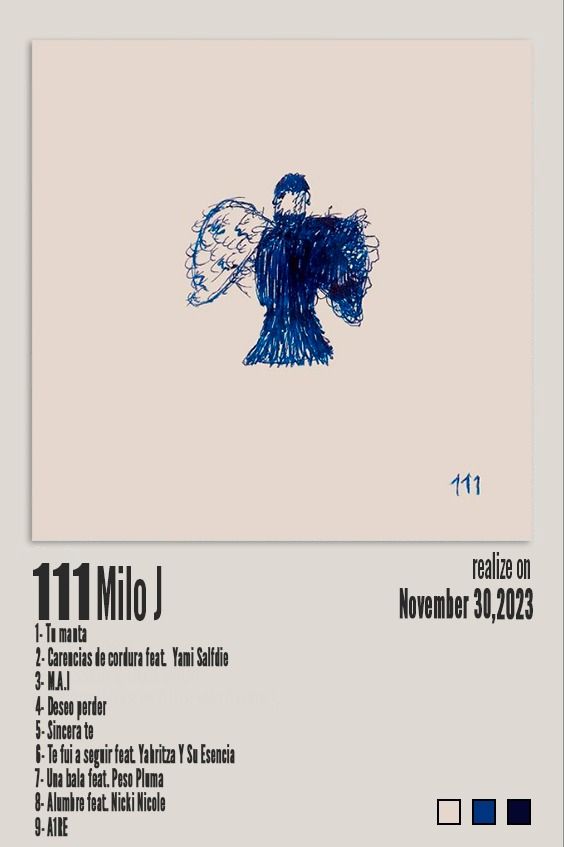 111
111 Milo J
realize on
November 30,2023
1- Tu manta
2- Carencias de cordura feat. Yami Salfdie
3- M.A.I
4- Deseo perder
5- Sincera te
6- Te fui a seguir feat. Yahritza Y Su Esencia
7- Una bala feat. Peso Pluma
8- Alumbre feat. Nicki Nicole
9- A1RE